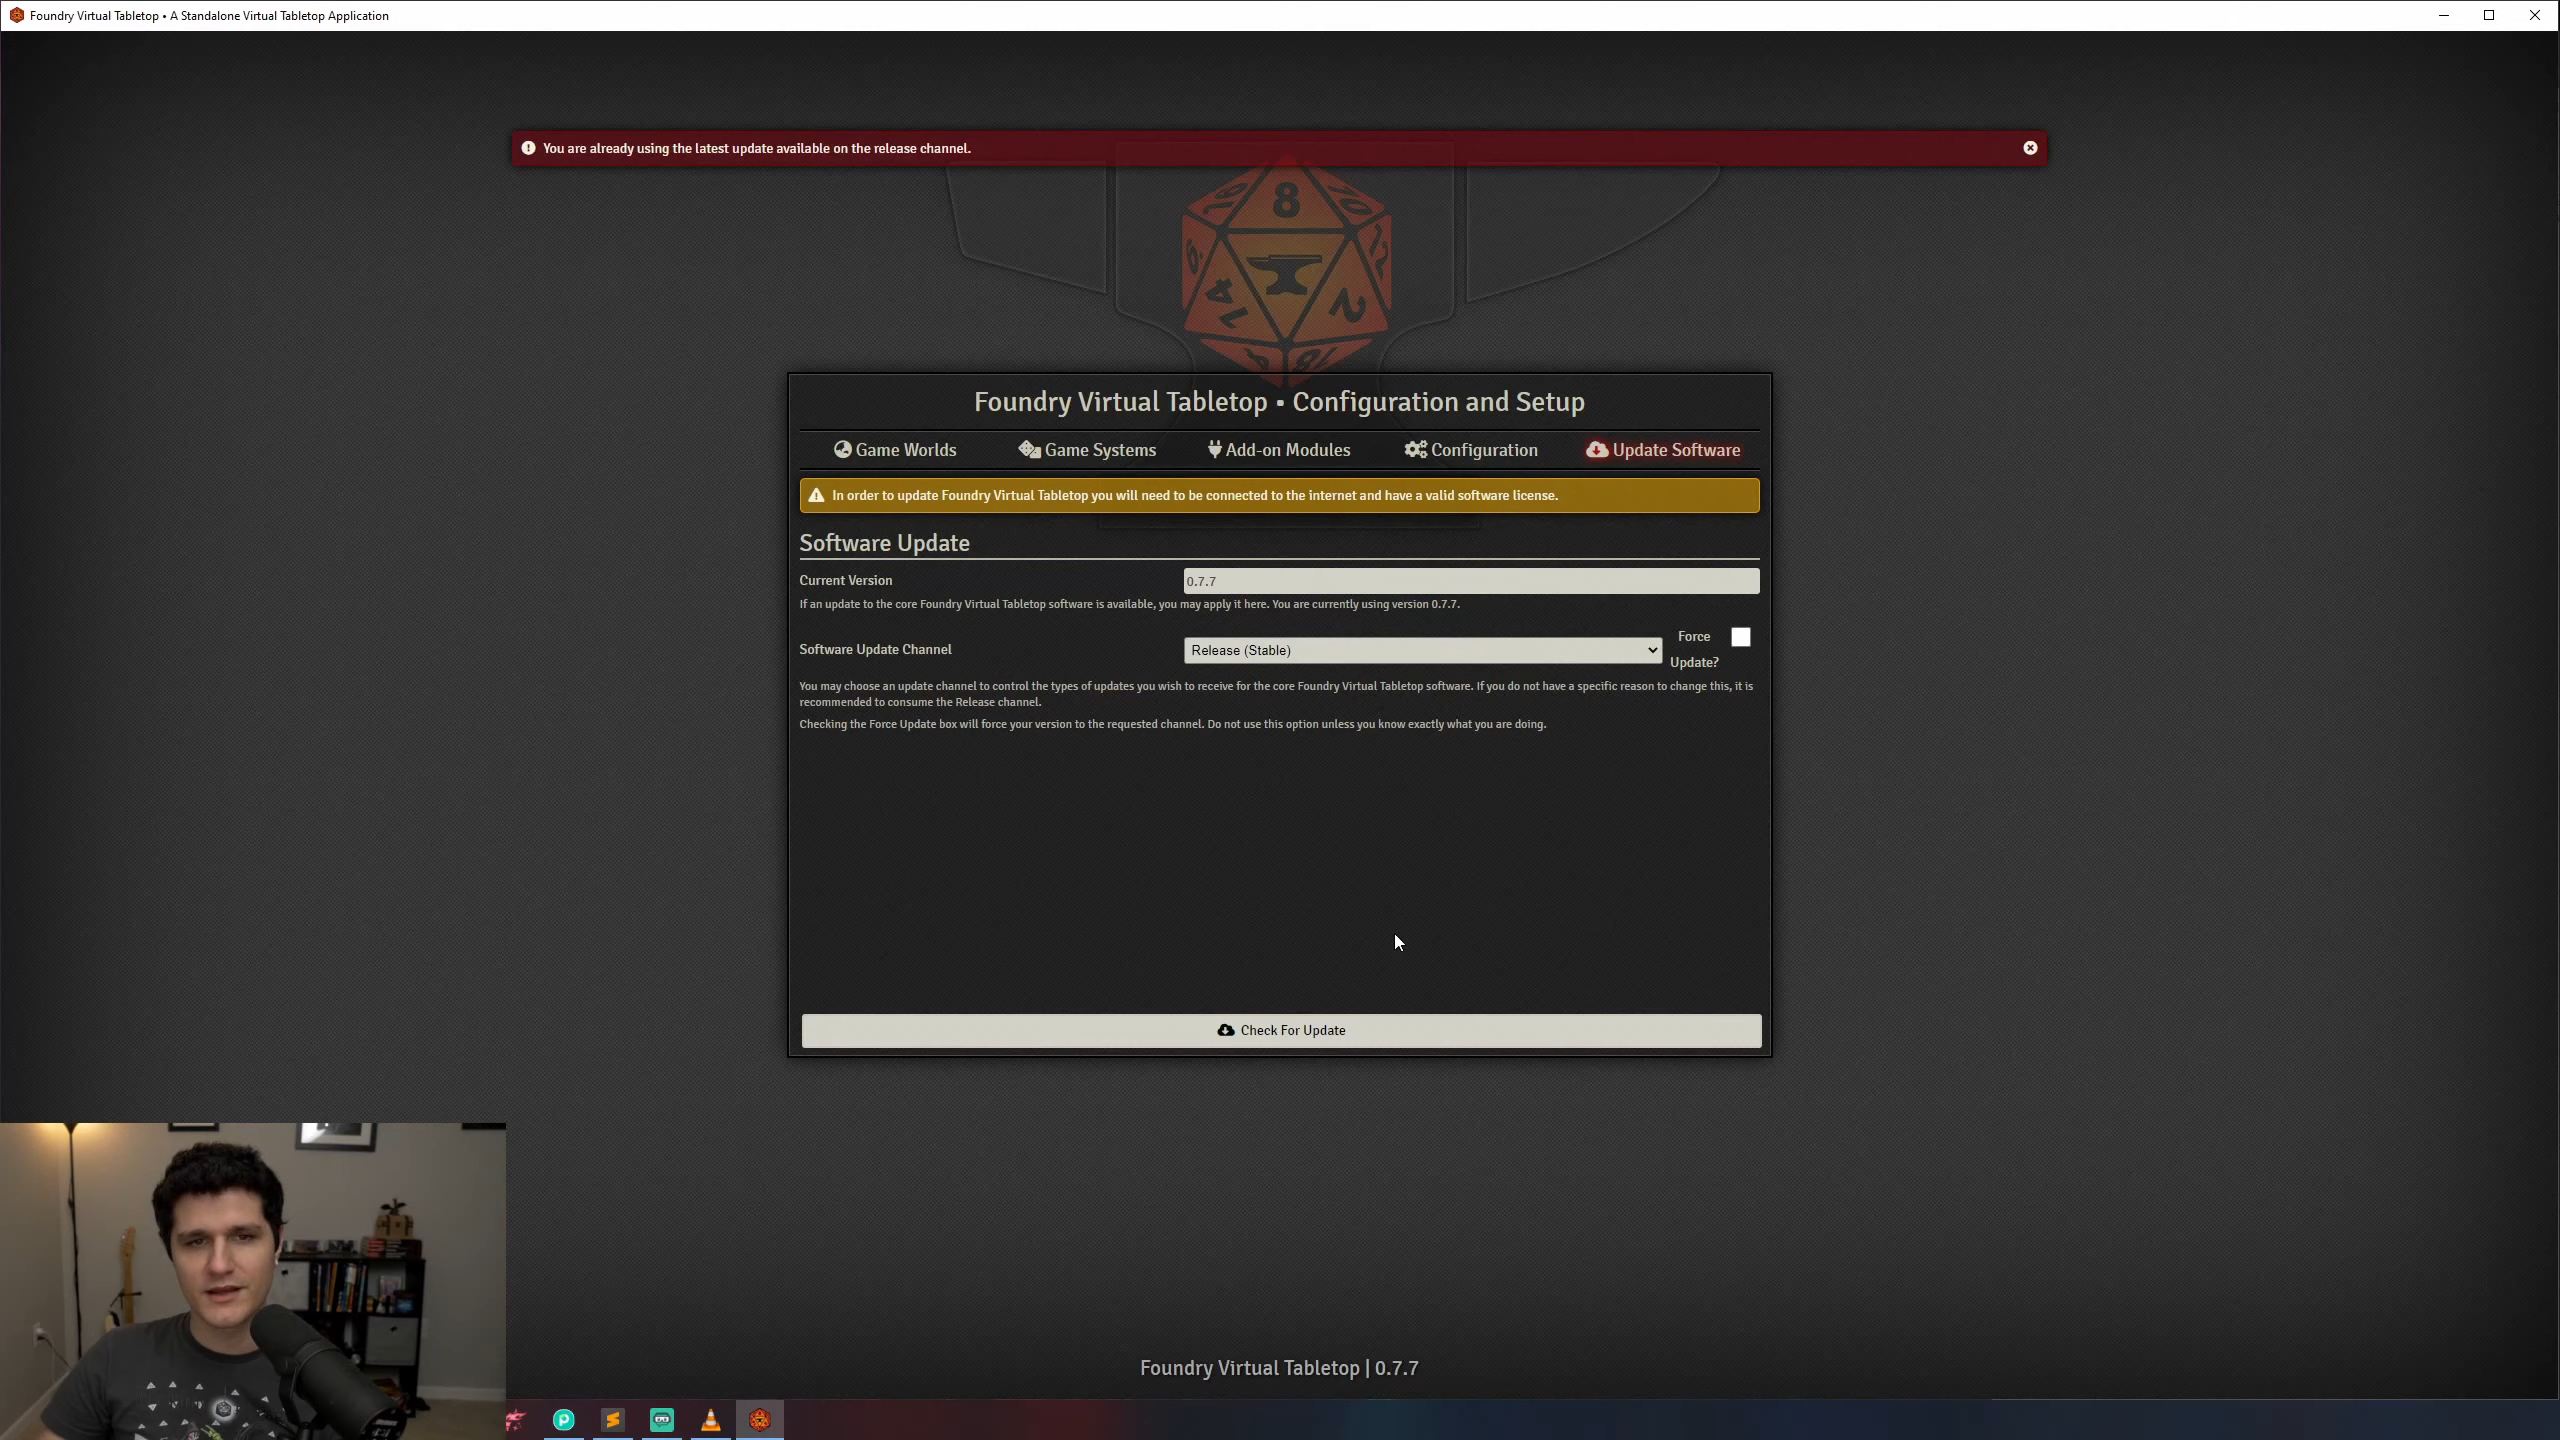 Foundry Virtual Tabletop • A Standalone Virtual Tabletop Application
You are already using the latest update available on the release channel.
8
14
2
Foundry Virtual Tabletop • Configuration and Setup
Game Worlds
Game Systems
Add-on Modules
Configuration
Update Software
In order to update Foundry Virtual Tabletop you will need to be connected to the internet and have a valid software license.
Software Update
Current Version
0.7.7
If an update to the core Foundry Virtual Tabletop software is available, you may apply it here. You are currently using version 0.7.7.
Software Update Channel
Release (Stable)
Force
Update?
You may choose an update channel to control the types of updates you wish to receive for the core Foundry Virtual Tabletop software. If you do not have a specific reason to change this, it is
recommended to consume the Release channel.
Checking the Force Update box will force your version to the requested channel. Do not use this option unless you know exactly what you are doing.
Check For Update
Foundry Virtual Tabletop | 0.7.7